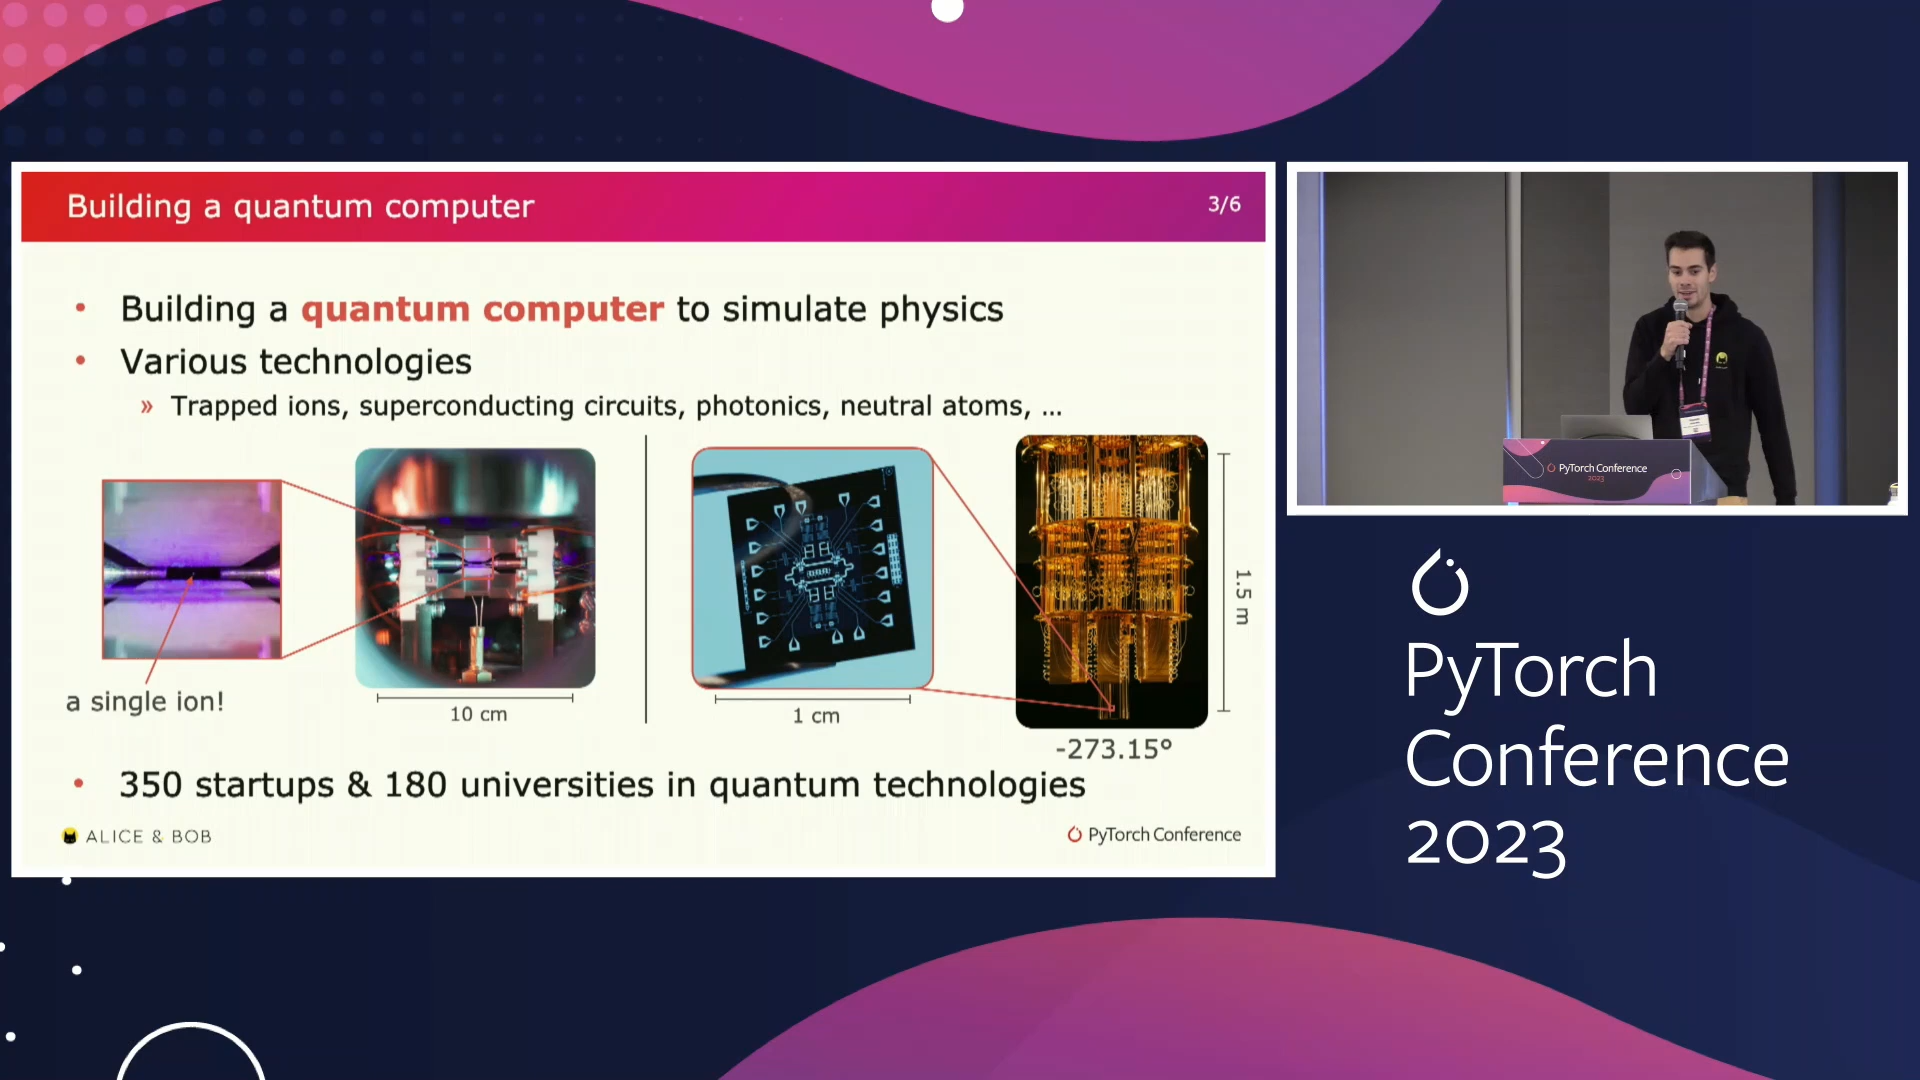 Building a quantum computer
3/6
• Building a quantum computer to simulate physics
• Various technologies
» Trapped ions, superconducting circuits, photonics, neutral atoms, ...
a single ion!
10 cm
1 cm
1.5 m
-273.15°
• 350 startups & 180 universities in quantum technologies
ALICE & BOB
PyTorch Conference
PyTorch Conference
2023
PyTorch
Conference
2023